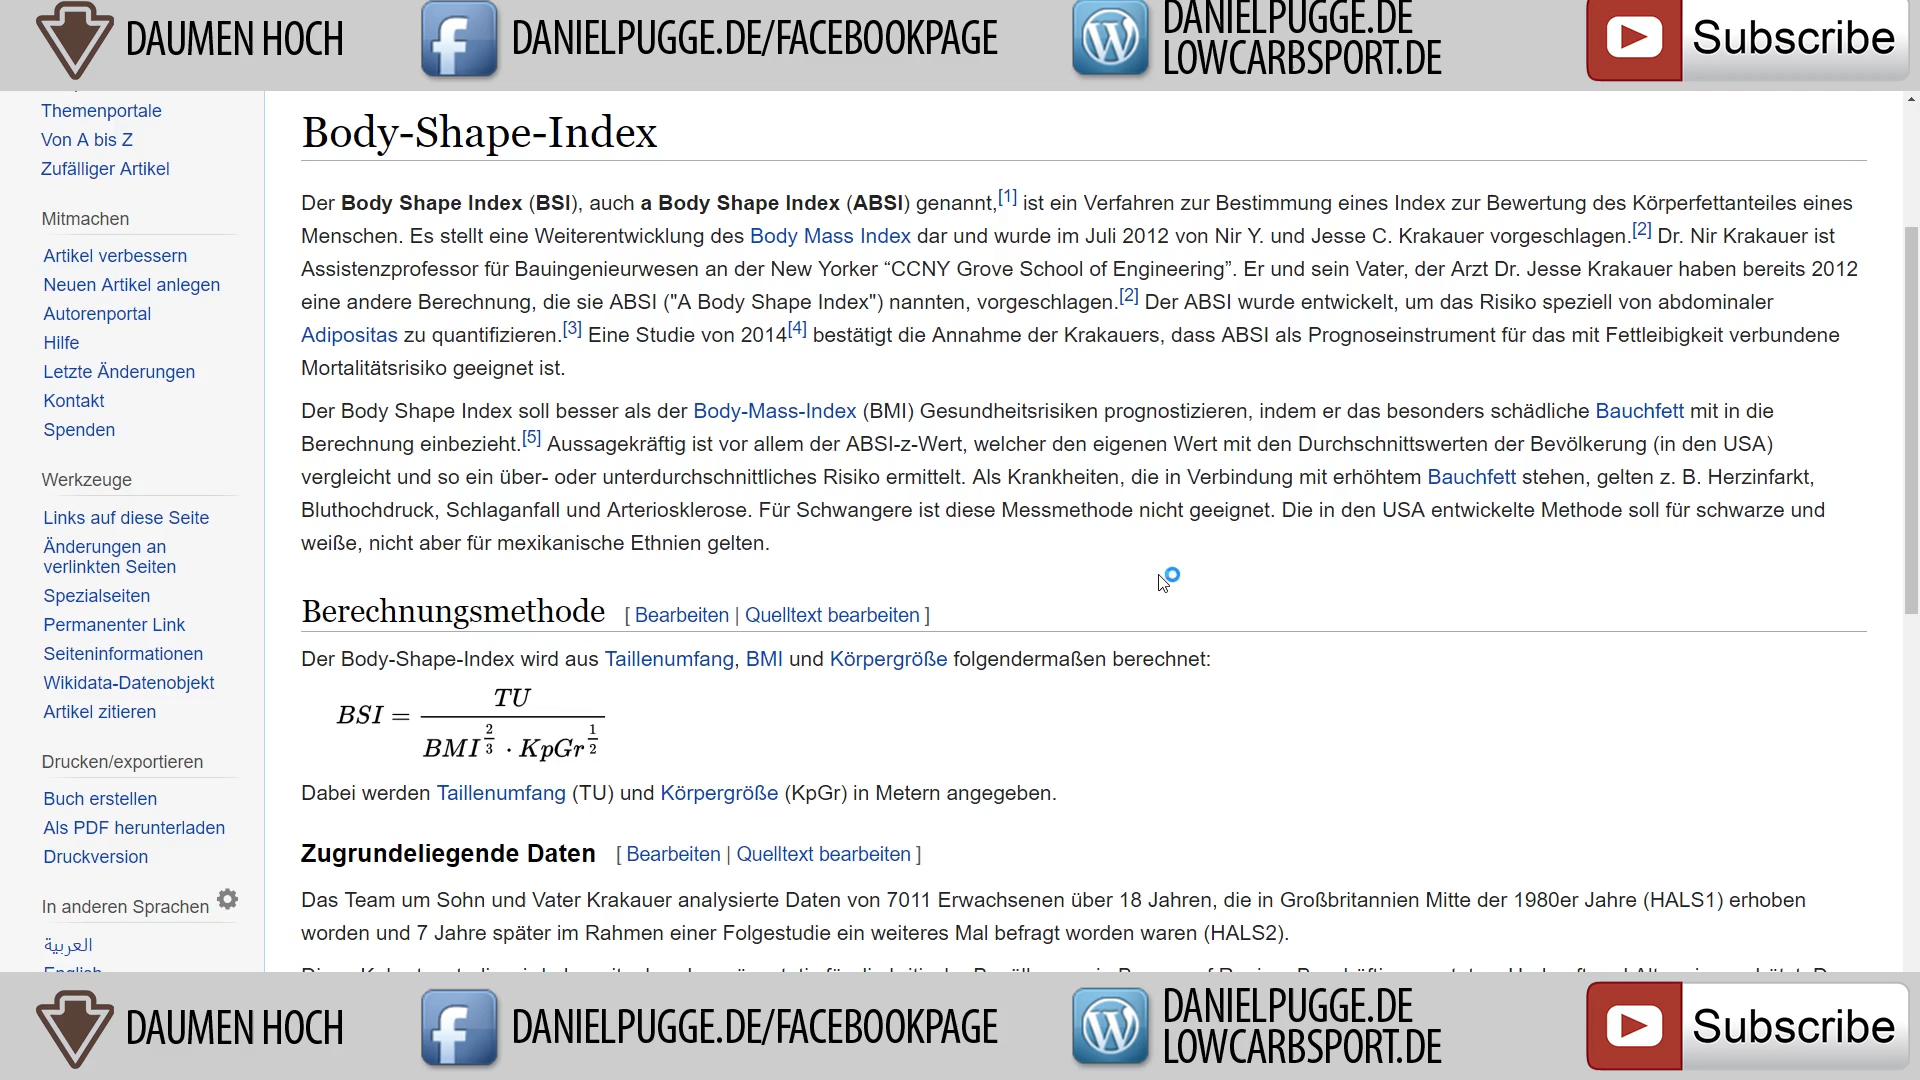 DAUMEN HOCH
DANIELPUGGE.DE/FACEBOOKPAGE
DANIELPUGGE.DE
LOWCARBSPORT.DE
Subscribe
Themenportale
Von A bis Z
Zufälliger Artikel
Mitmachen
Artikel verbessern
Neuen Artikel anlegen
Autorenportal
Hilfe
Letzte Änderungen
Kontakt
Spenden
Werkzeuge
Links auf diese Seite
Änderungen an
verlinkten Seiten
Spezialseiten
Permanenter Link
Seiteninformationen
Wikidata-Datenobjekt
Artikel zitieren
Drucken/exportieren
Buch erstellen
Als PDF herunterladen
Druckversion
In anderen Sprachen
العربية
English
Body-Shape-Index
Der Body Shape Index (BSI), auch a Body Shape Index (ABSI) genannt,[1] ist ein Verfahren zur Bestimmung eines Index zur Bewertung des Körperfettanteiles eines
Menschen. Es stellt eine Weiterentwicklung des Body Mass Index dar und wurde im Juli 2012 von Nir Y. und Jesse C. Krakauer vorgeschlagen.[2] Dr. Nir Krakauer ist
Assistenzprofessor für Bauingenieurwesen an der New Yorker “CCNY Grove School of Engineering”. Er und sein Vater, der Arzt Dr. Jesse Krakauer haben bereits 2012
eine andere Berechnung, die sie ABSI ("A Body Shape Index") nannten, vorgeschlagen.[2] Der ABSI wurde entwickelt, um das Risiko speziell von abdominaler
Adipositas zu quantifizieren.[3] Eine Studie von 2014[4] bestätigt die Annahme der Krakauers, dass ABSI als Prognoseinstrument für das mit Fettleibigkeit verbundene
Mortalitätsrisiko geeignet ist.
Der Body Shape Index soll besser als der Body-Mass-Index (BMI) Gesundheitsrisiken prognostizieren, indem er das besonders schädliche Bauchfett mit in die
Berechnung einbezieht.[5] Aussagekräftig ist vor allem der ABSI-z-Wert, welcher den eigenen Wert mit den Durchschnittswerten der Bevölkerung (in den USA)
vergleicht und so ein über- oder unterdurchschnittliches Risiko ermittelt. Als Krankheiten, die in Verbindung mit erhöhtem Bauchfett stehen, gelten z. B. Herzinfarkt,
Bluthochdruck, Schlaganfall und Arteriosklerose. Für Schwangere ist diese Messmethode nicht geeignet. Die in den USA entwickelte Methode soll für schwarze und
weiße, nicht aber für mexikanische Ethnien gelten.
Berechnungsmethode [ Bearbeiten | Quelltext bearbeiten ]
Der Body-Shape-Index wird aus Taillenumfang, BMI und Körpergröße folgendermaßen berechnet:
TU
BSI =
BMI 2/3 · KpGr 1/2
Dabei werden Taillenumfang (TU) und Körpergröße (KpGr) in Metern angegeben.
Zugrundeliegende Daten [ Bearbeiten | Quelltext bearbeiten ]
Das Team um Sohn und Vater Krakauer analysierte Daten von 7011 Erwachsenen über 18 Jahren, die in Großbritannien Mitte der 1980er Jahre (HALS1) erhoben
worden und 7 Jahre später im Rahmen einer Folgestudie ein weiteres Mal befragt worden waren (HALS2).
DAUMEN HOCH
DANIELPUGGE.DE/FACEBOOKPAGE
DANIELPUGGE.DE
LOWCARBSPORT.DE
Subscribe